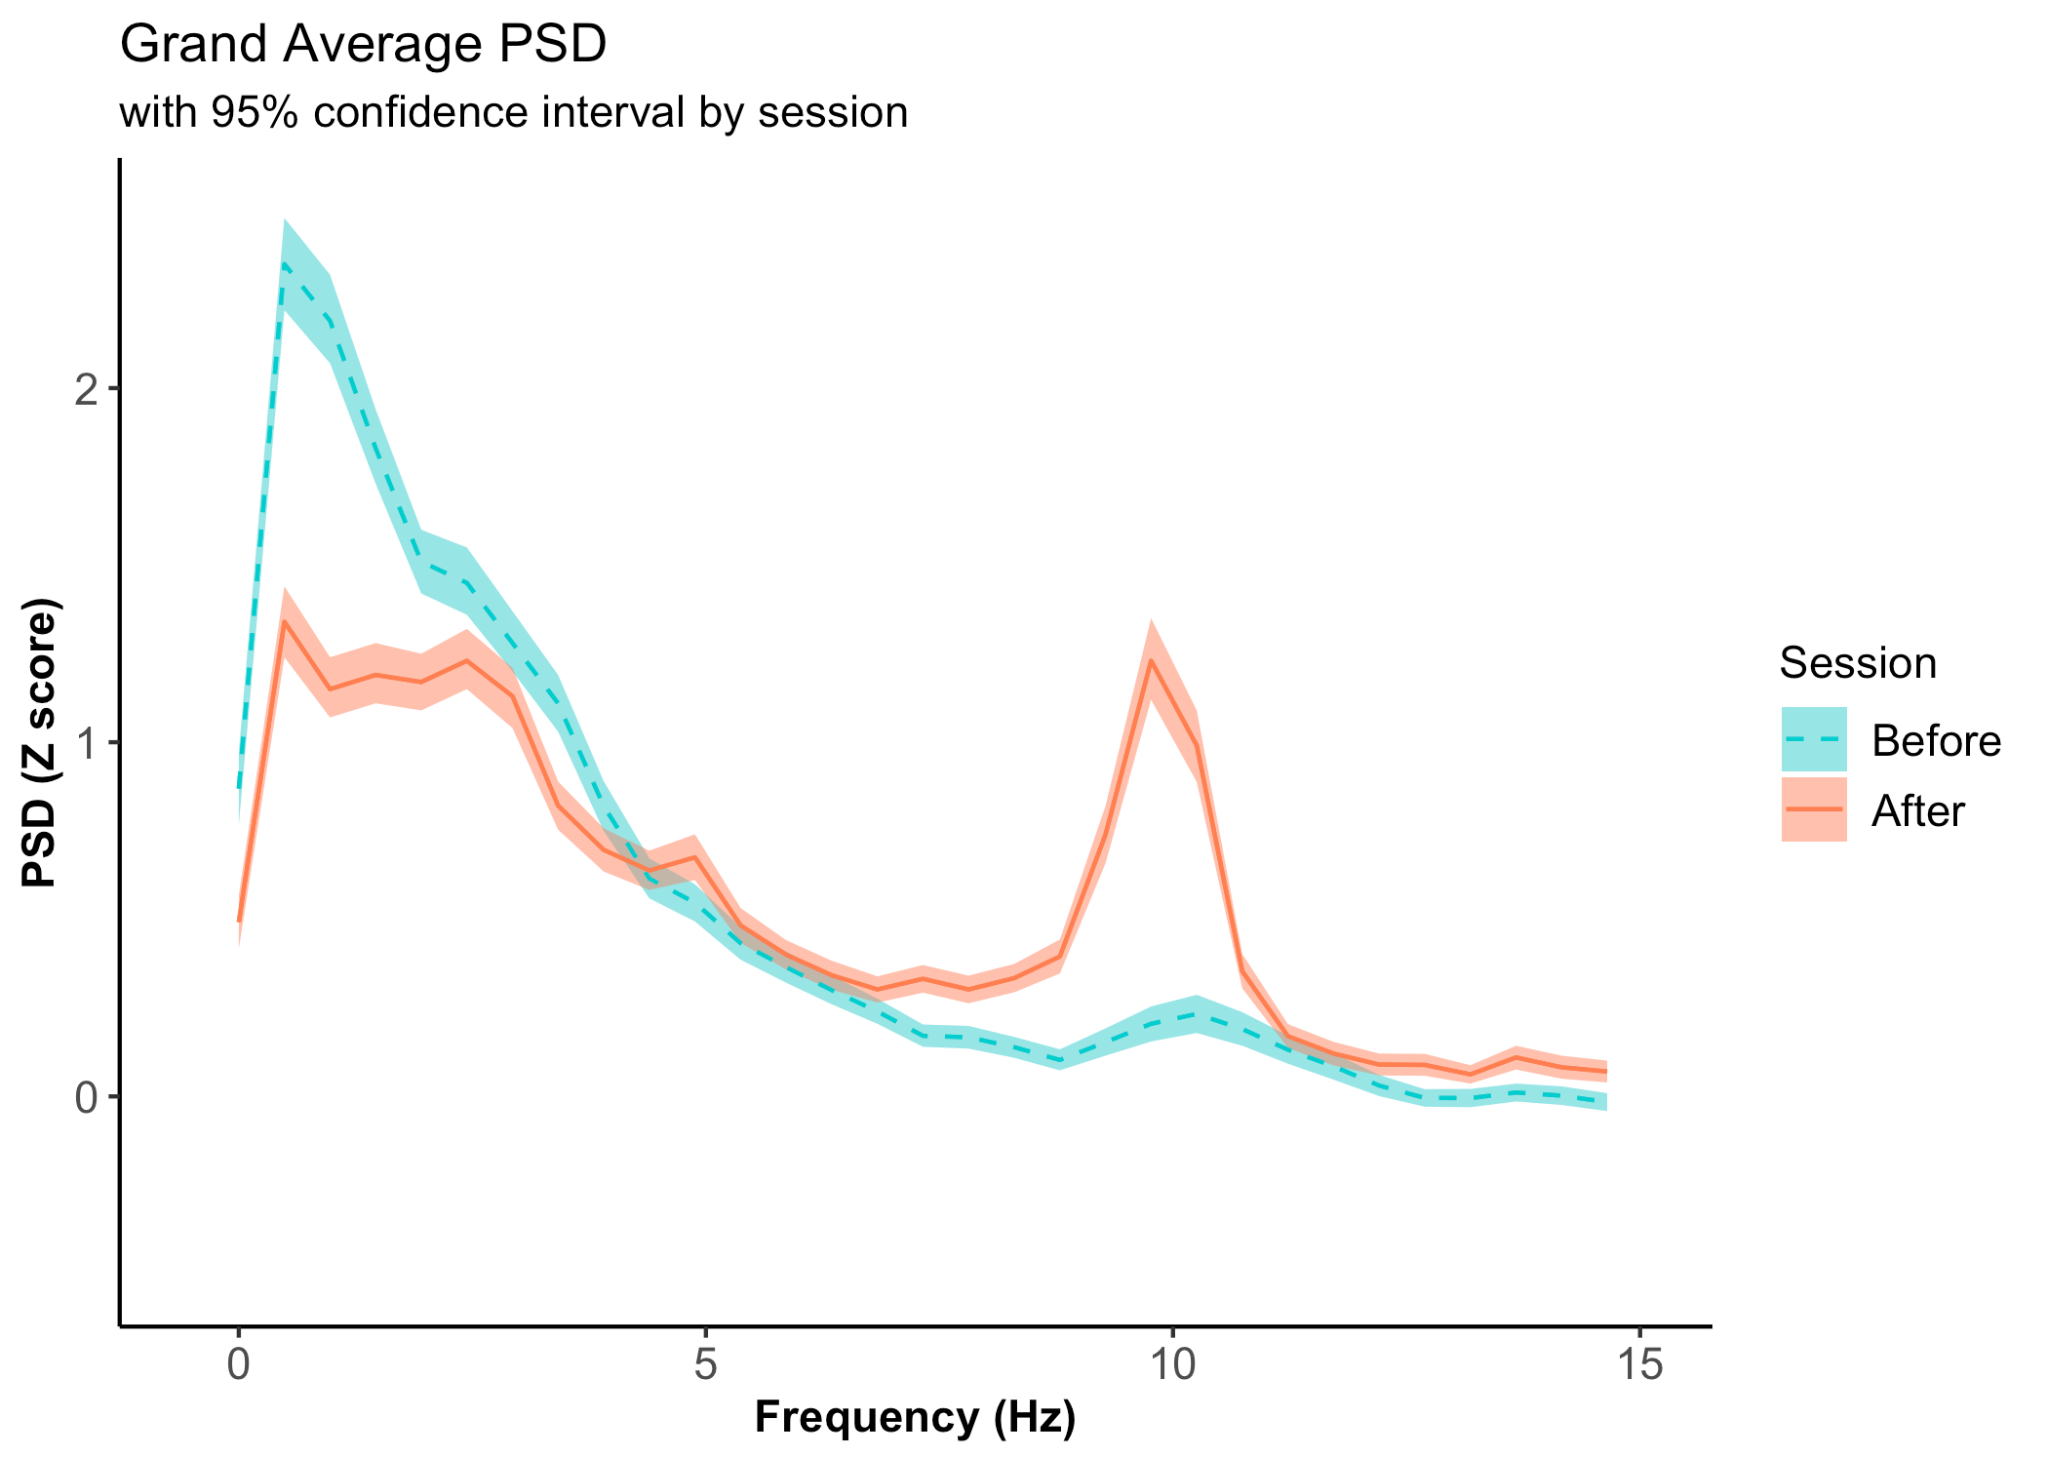 Grand Average PSD
with 95% confidence interval by session
PSD (Z score)
2
1
0
0 5 10 15
Frequency (Hz)
Session
Before
After